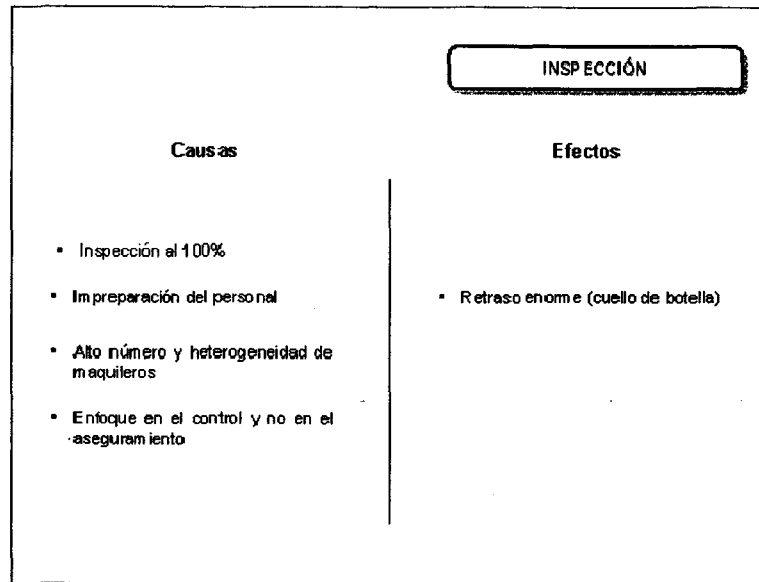 INSPECCIÓN
Causas
Efectos
▪ Inspección al 100%
▪ Impreparación del personal
▪ Alto número y heterogeneidad de
maquileros
▪ Enfoque en el control y no en el
aseguramiento
▪ Retraso enorme (cuello de botella)